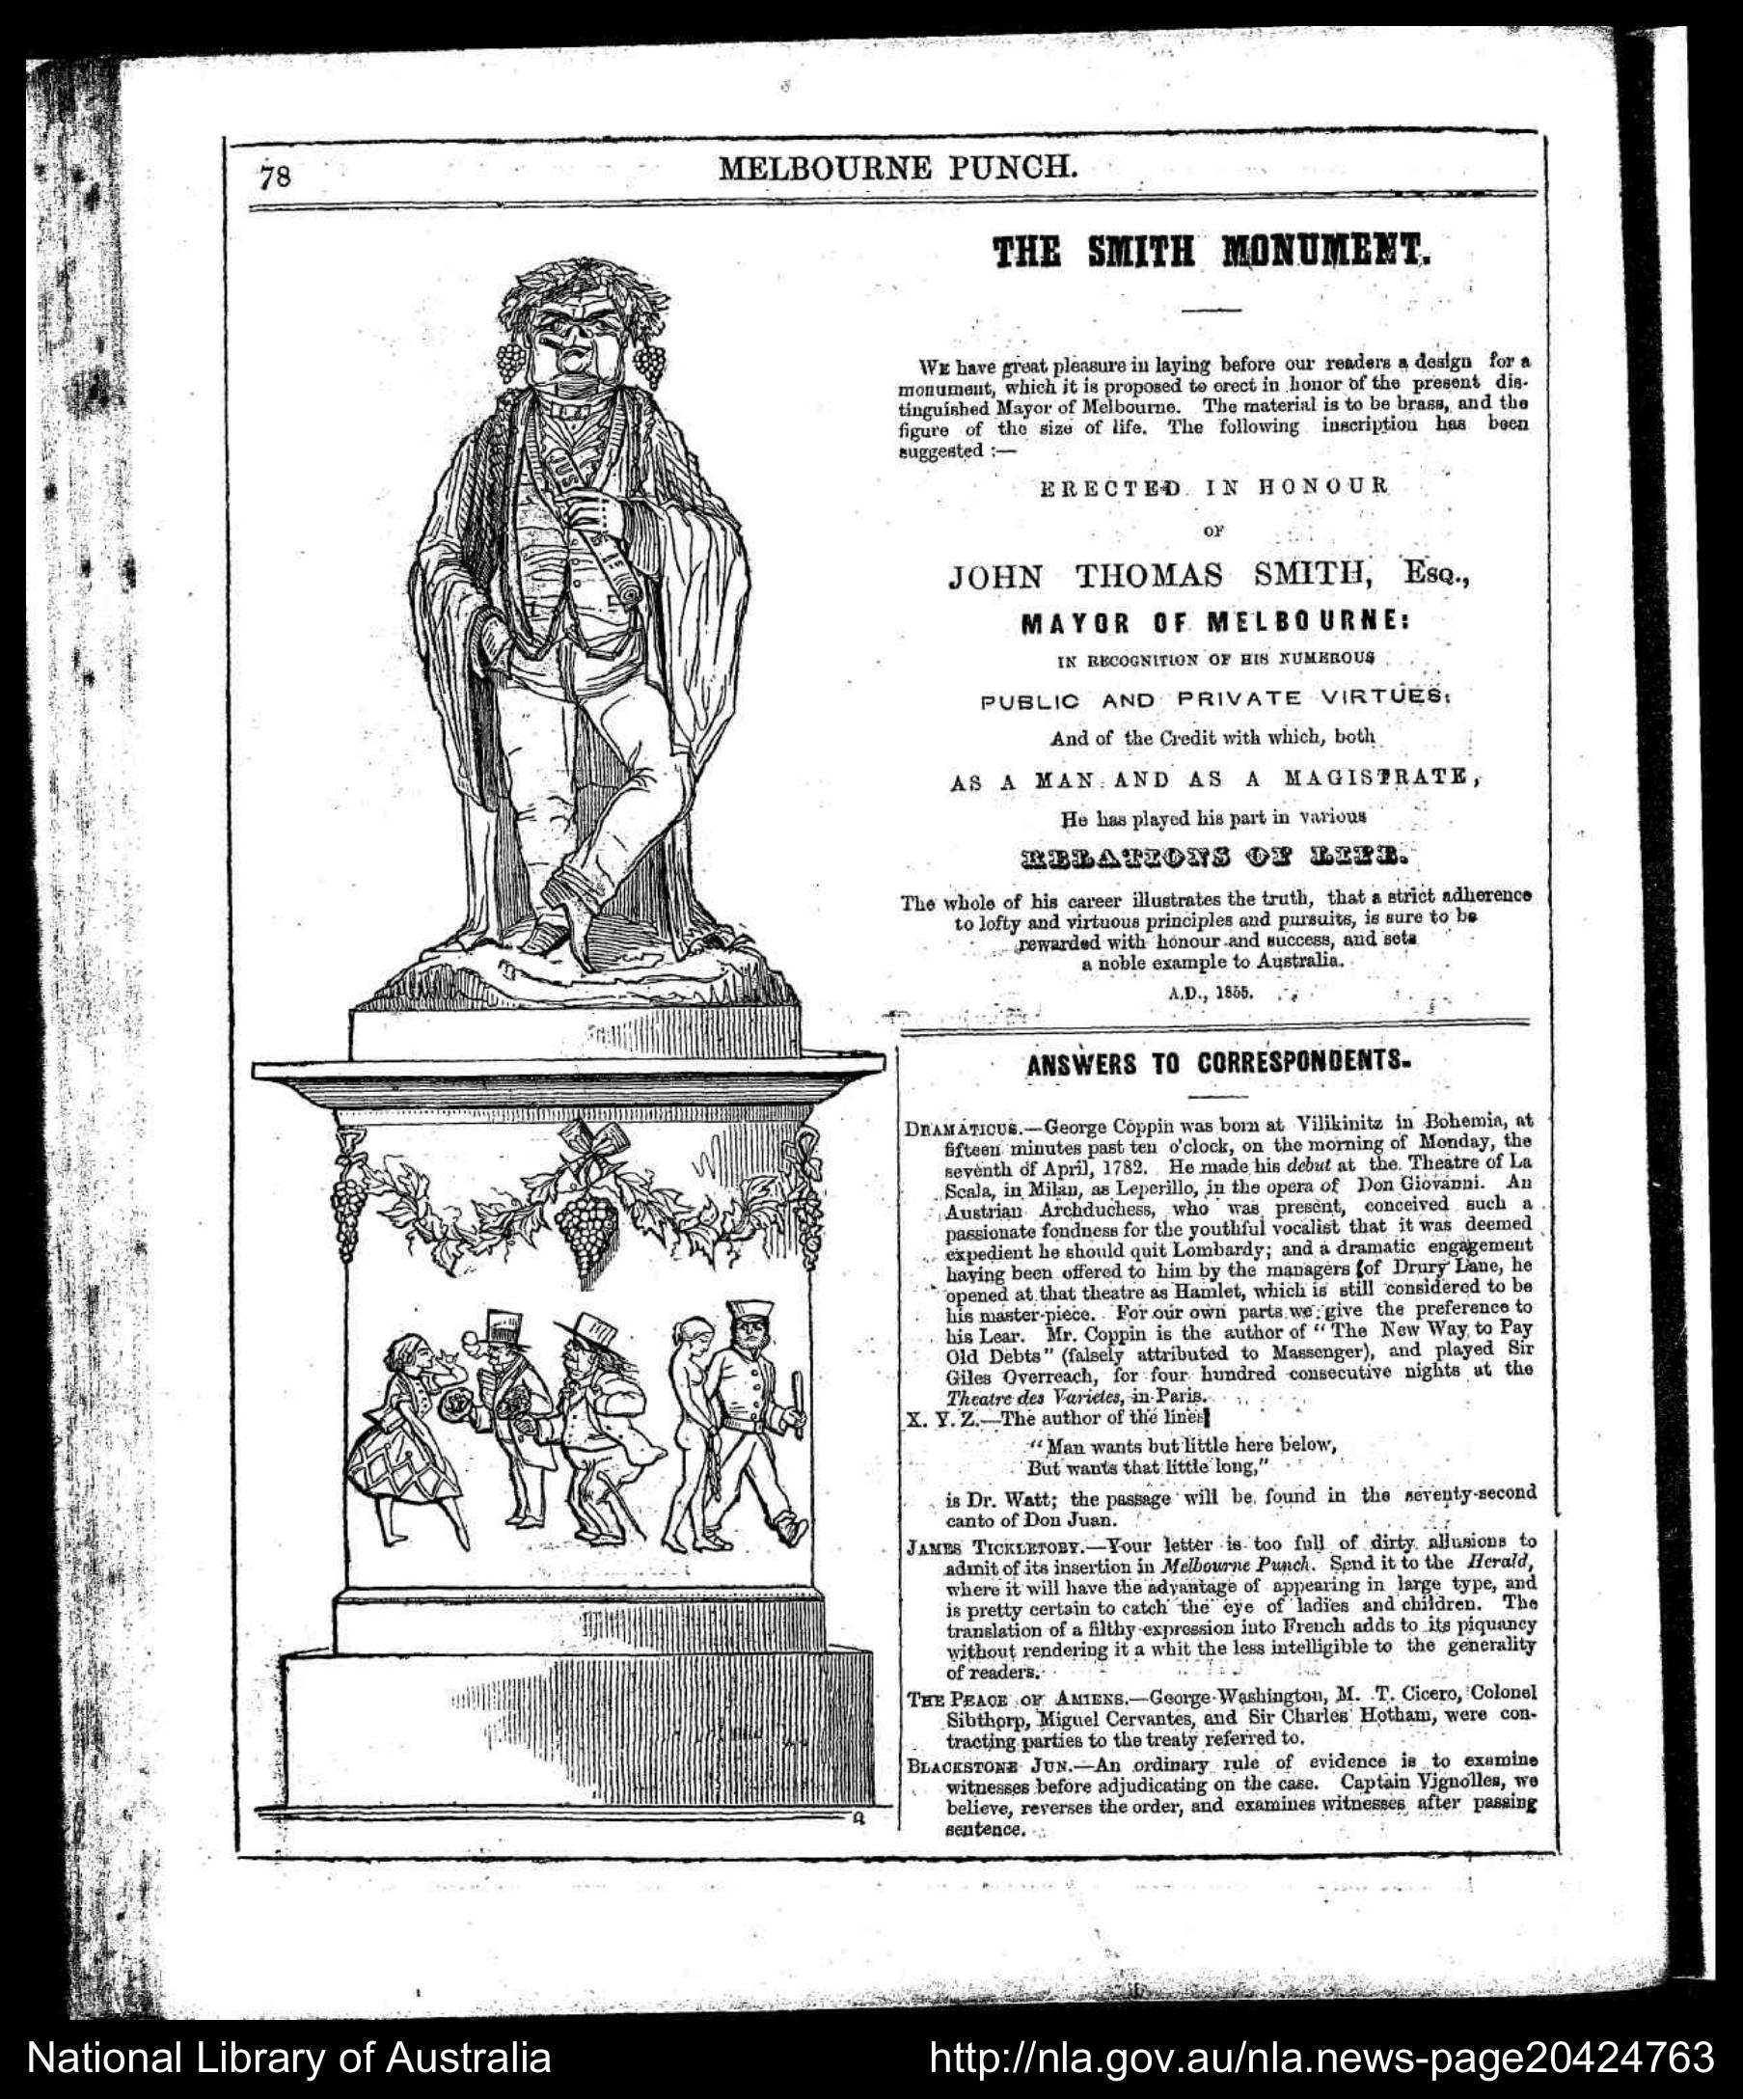 78
MELBOURNE PUNCH.
THE SMITH MONUMENT.
WE have great pleasure in laying before our readers a design for a
monument, which it is proposed to erect in honor of the present dis-
tinguished Mayor of Melbourne. The material is to be brass, and the
figure of the size of life. The following inscription has been
suggested :—
ERECTED IN HONOUR
OF
JOHN THOMAS SMITH, ESQ.,
MAYOR OF MELBOURNE:
IN RECOGNITION OF HIS NUMEROUS
PUBLIC AND PRIVATE VIRTUES;
And of the Credit with which, both
AS A MAN AND AS A MAGISTRATE,
He has played his part in various
RELATIONS OF LIFE.
The whole of his career illustrates the truth, that a strict adherence
to lofty and virtuous principles and pursuits, is sure to be
rewarded with honour and success, and sets
a noble example to Australia.
A.D., 1855.
ANSWERS TO CORRESPONDENTS.
DRAMATICUS.—George Coppin was born at Vilikinitz in Bohemia, at
fifteen minutes past ten o'clock, on the morning of Monday, the
seventh of April, 1782. He made his debut at the Theatre of La
Scala, in Milan, as Leperillo, in the opera of Don Giovanni. An
Austrian Archduchess, who was present, conceived such a
passionate fondness for the youthful vocalist that it was deemed
expedient he should quit Lombardy; and a dramatic engagement
having been offered to him by the managers of Drury Lane, he
opened at that theatre as Hamlet, which is still considered to be
his master-piece. For our own parts we give the preference to
his Lear. Mr. Coppin is the author of "The New Way to Pay
Old Debts" (falsely attributed to Massenger), and played Sir
Giles Overreach, for four hundred consecutive nights at the
Theatre des Varietes, in Paris.
X. Y. Z.—The author of the lines
"Man wants but little here below,
But wants that little long,"
is Dr. Watt; the passage will be found in the seventy-second
canto of Don Juan.
JAMES TICKLETOBY.—Your letter is too full of dirty allusions to
admit of its insertion in Melbourne Punch. Send it to the Herald,
where it will have the advantage of appearing in large type, and
is pretty certain to catch the eye of ladies and children. The
translation of a filthy expression into French adds to its piquancy
without rendering it a whit the less intelligible to the generality
of readers.
THE PEACE OF AMIENS.—George Washington, M. T. Cicero, Colonel
Sibthorp, Miguel Cervantes, and Sir Charles Hotham, were con-
tracting parties to the treaty referred to.
BLACKSTONE JUN.—An ordinary rule of evidence is to examine
witnesses before adjudicating on the case. Captain Vignolles, we
believe, reverses the order, and examines witnesses after passing
sentence.
National Library of Australia
http://nla.gov.au/nla.news-page20424763